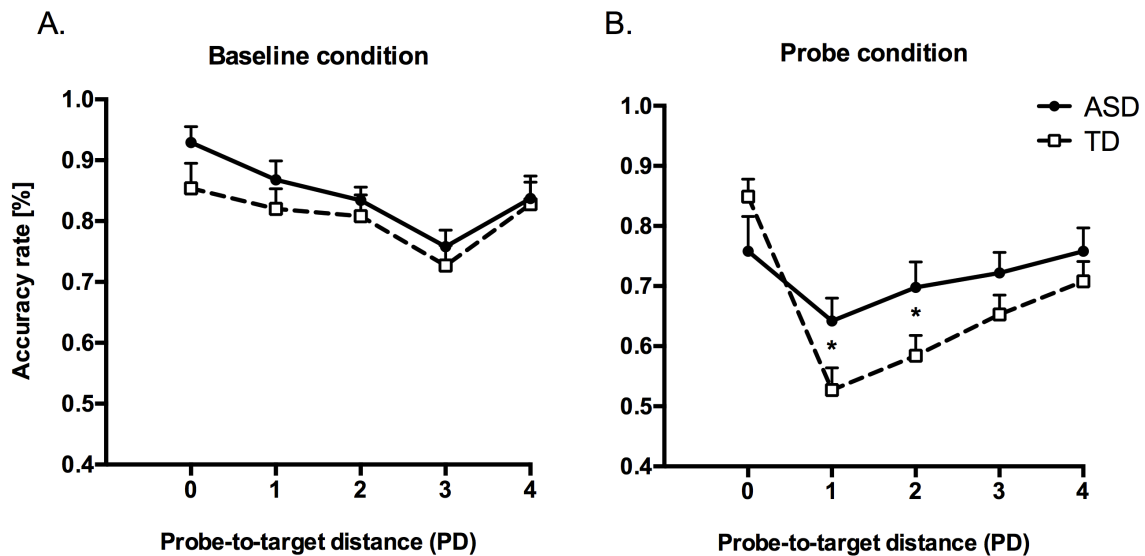 A.
Baseline condition
1.0
0.9
0.8
0.7
0.6
0.5
0.4
Accuracy rate [%]
0 1 2 3 4
Probe-to-target distance (PD)
B.
Probe condition
ASD
TD
1.0
0.9
0.8
0.7
0.6
0.5
0.4
*
*
0 1 2 3 4
Probe-to-target distance (PD)